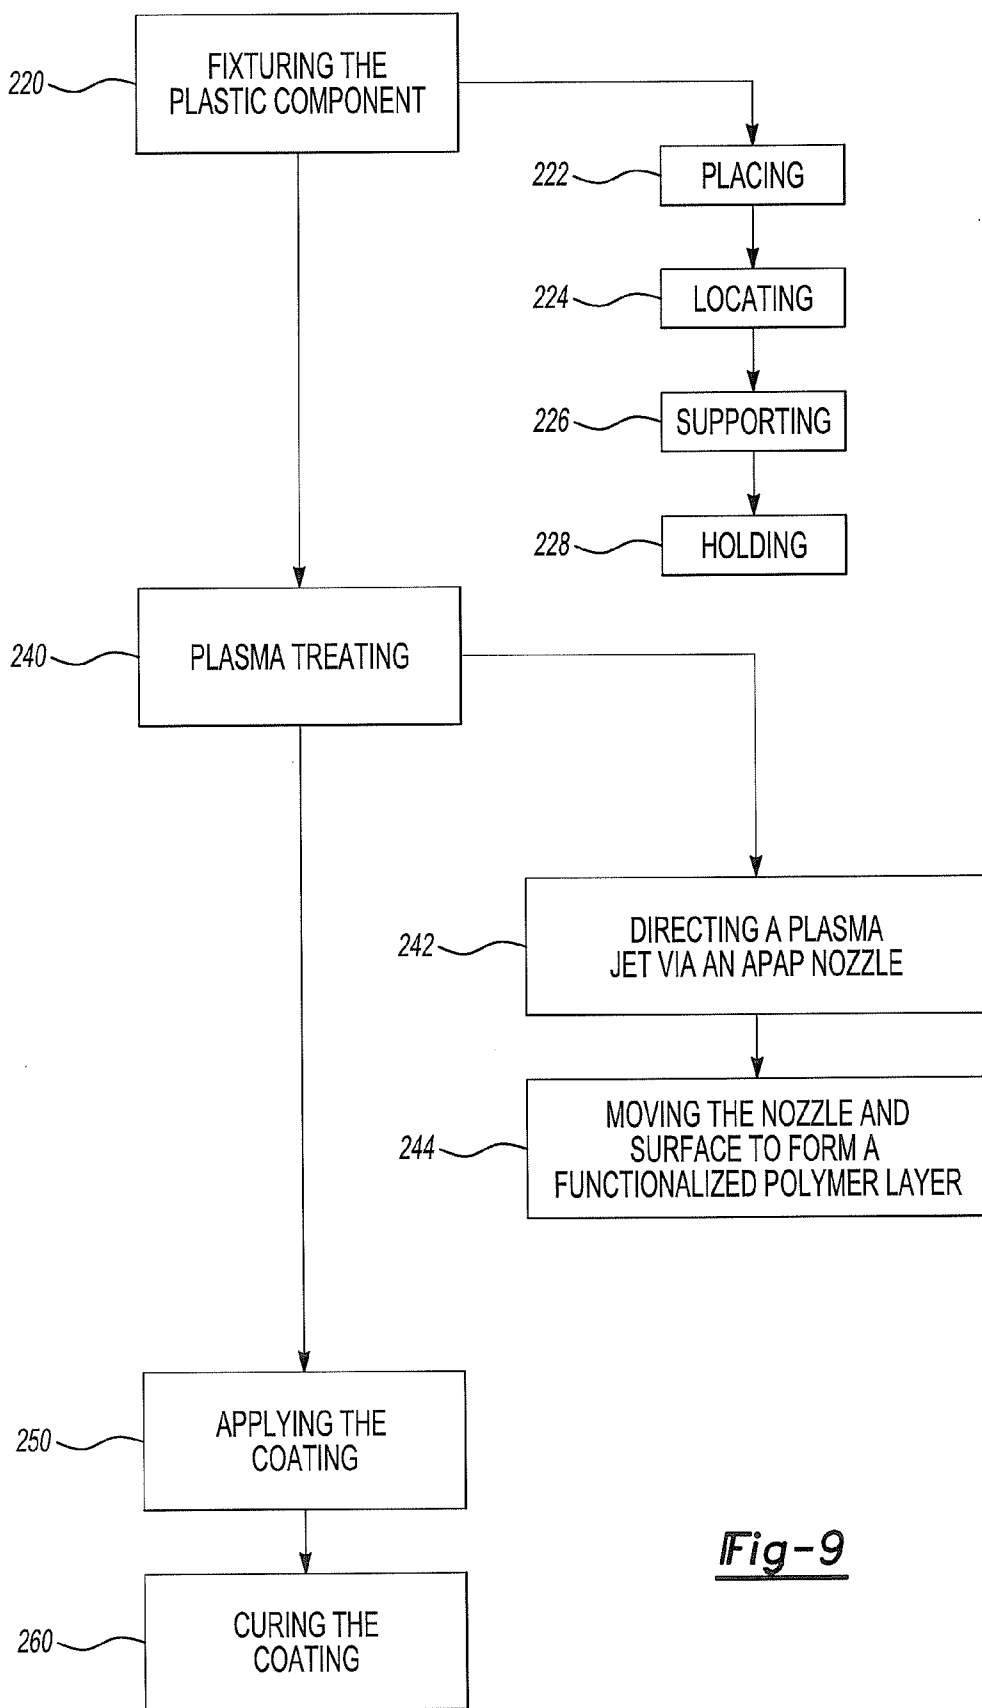 220
FIXTURING THE
PLASTIC COMPONENT
222
PLACING
224
LOCATING
226
SUPPORTING
228
HOLDING
240
PLASMA TREATING
242
DIRECTING A PLASMA
JET VIA AN APAP NOZZLE
244
MOVING THE NOZZLE AND
SURFACE TO FORM A
FUNCTIONALIZED POLYMER LAYER
250
APPLYING THE
COATING
260
CURING THE
COATING
Fig-9